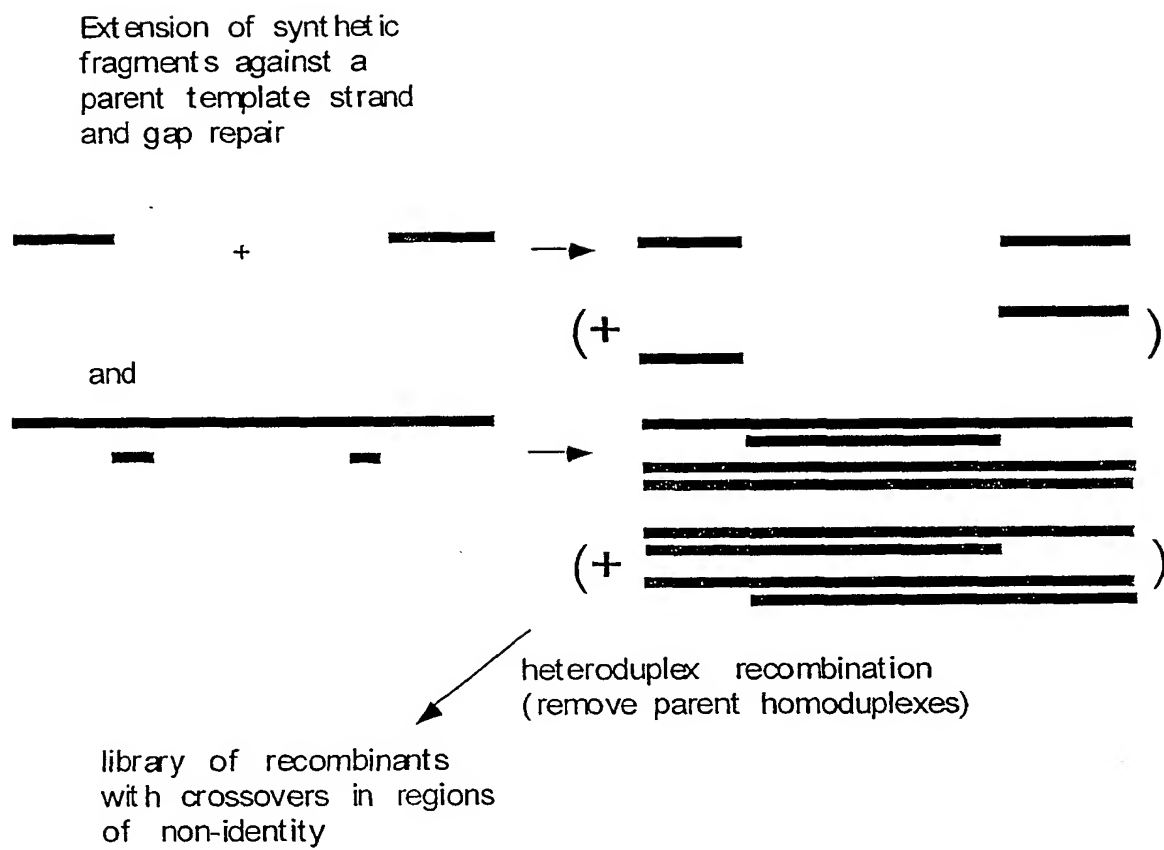 Extension of synthetic
fragments against a
parent template strand
and gap repair
+
(+ )
and
(+ )
heteroduplex recombination
(remove parent homoduplexes)
library of recombinants
with crossovers in regions
of non-identity